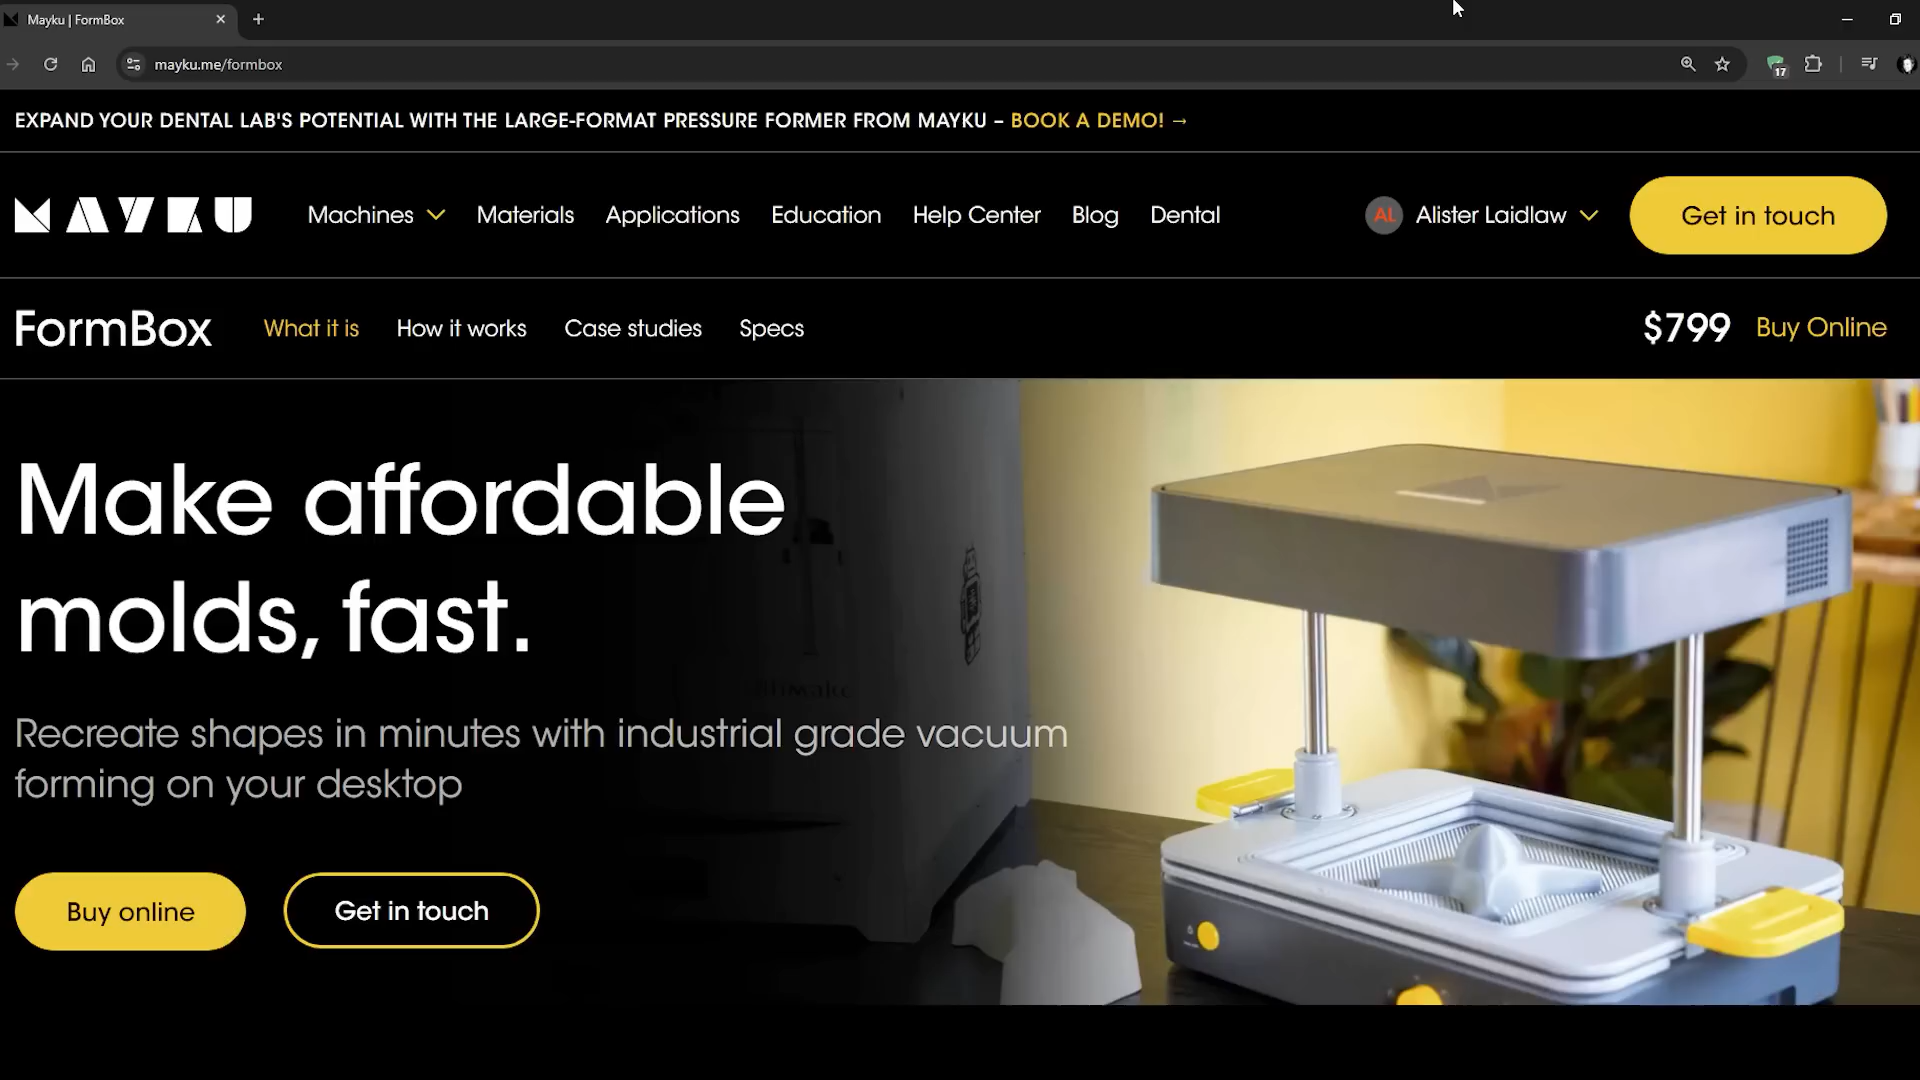 Mayku | FormBox
mayku.me/formbox
17
EXPAND YOUR DENTAL LAB'S POTENTIAL WITH THE LARGE-FORMAT PRESSURE FORMER FROM MAYKU – BOOK A DEMO! →
MAYKU Machines Materials Applications Education Help Center Blog Dental AL Alister Laidlaw Get in touch
FormBox What it is How it works Case studies Specs $799 Buy Online
Make affordable
molds, fast.
Recreate shapes in minutes with industrial grade vacuum
forming on your desktop
Buy online Get in touch